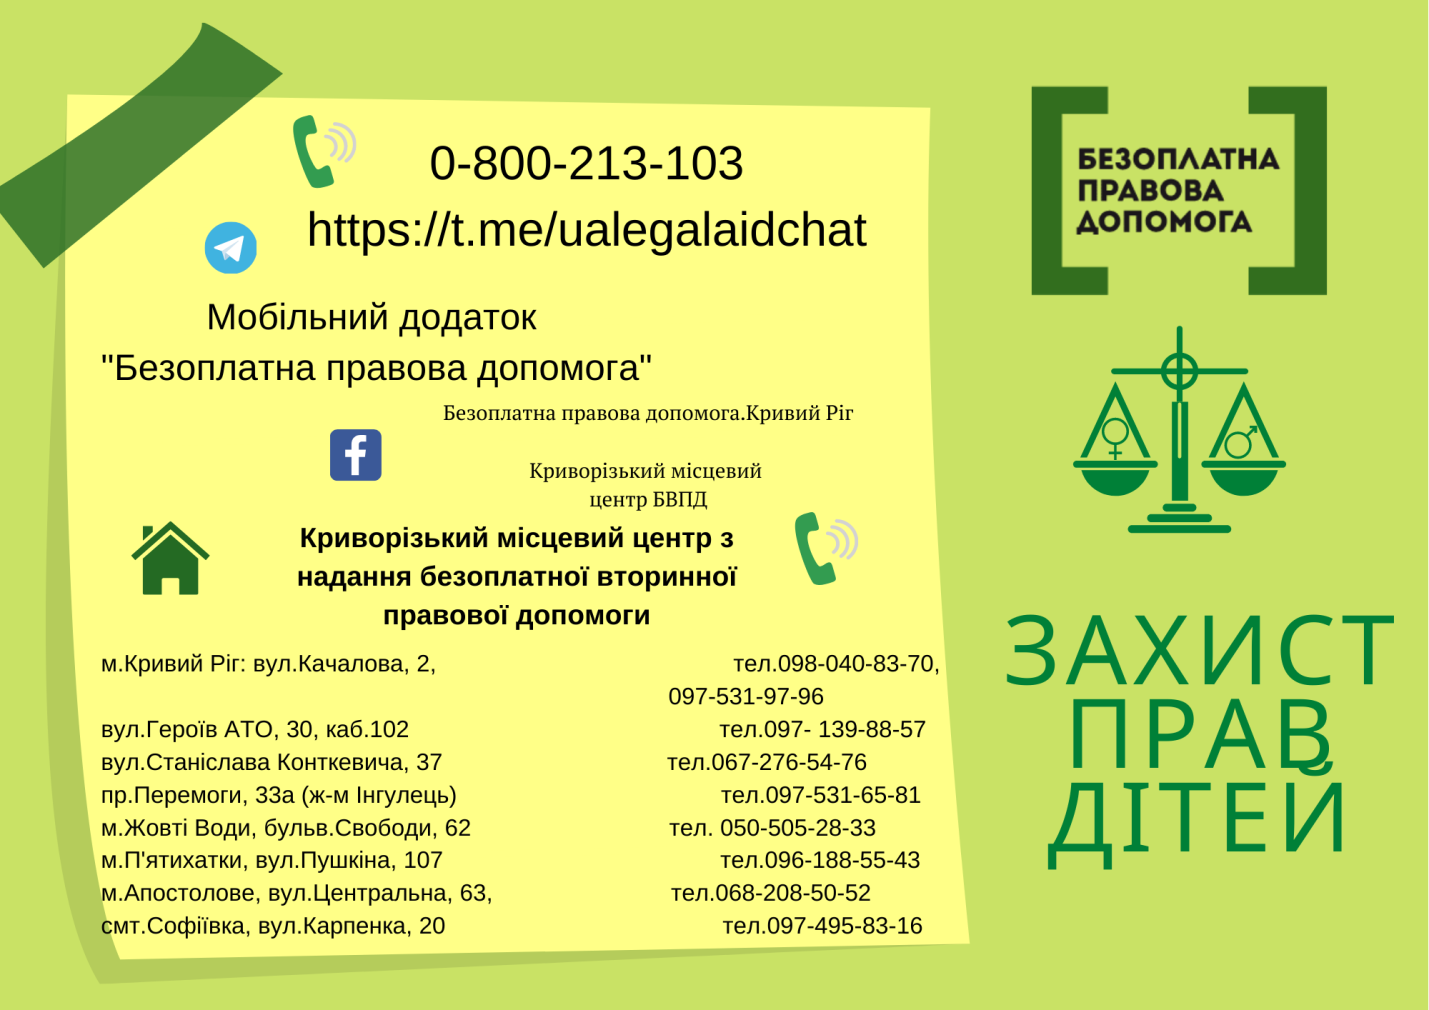 0-800-213-103
https://t.me/ualegalaidchat
Мобільний додаток
"Безоплатна правова допомога"
Безоплатна правова допомога.Кривий Ріг
Криворізький місцевий
центр БВПД
Криворізький місцевий центр з
надання безоплатної вторинної
правової допомоги
м.Кривий Ріг: вул.Качалова, 2, тел.098-040-83-70,
097-531-97-96
вул.Героїв АТО, 30, каб.102 тел.097- 139-88-57
вул.Станіслава Конткевича, 37 тел.067-276-54-76
пр.Перемоги, 33а (ж-м Інгулець) тел.097-531-65-81
м.Жовті Води, бульв.Свободи, 62 тел. 050-505-28-33
м.П'ятихатки, вул.Пушкіна, 107 тел.096-188-55-43
м.Апостолове, вул.Центральна, 63, тел.068-208-50-52
смт.Софіївка, вул.Карпенка, 20 тел.097-495-83-16
БЕЗОПЛАТНА
ПРАВОВА
ДОПОМОГА
ЗАХИСТ
ПРАВ
ДІТЕЙ